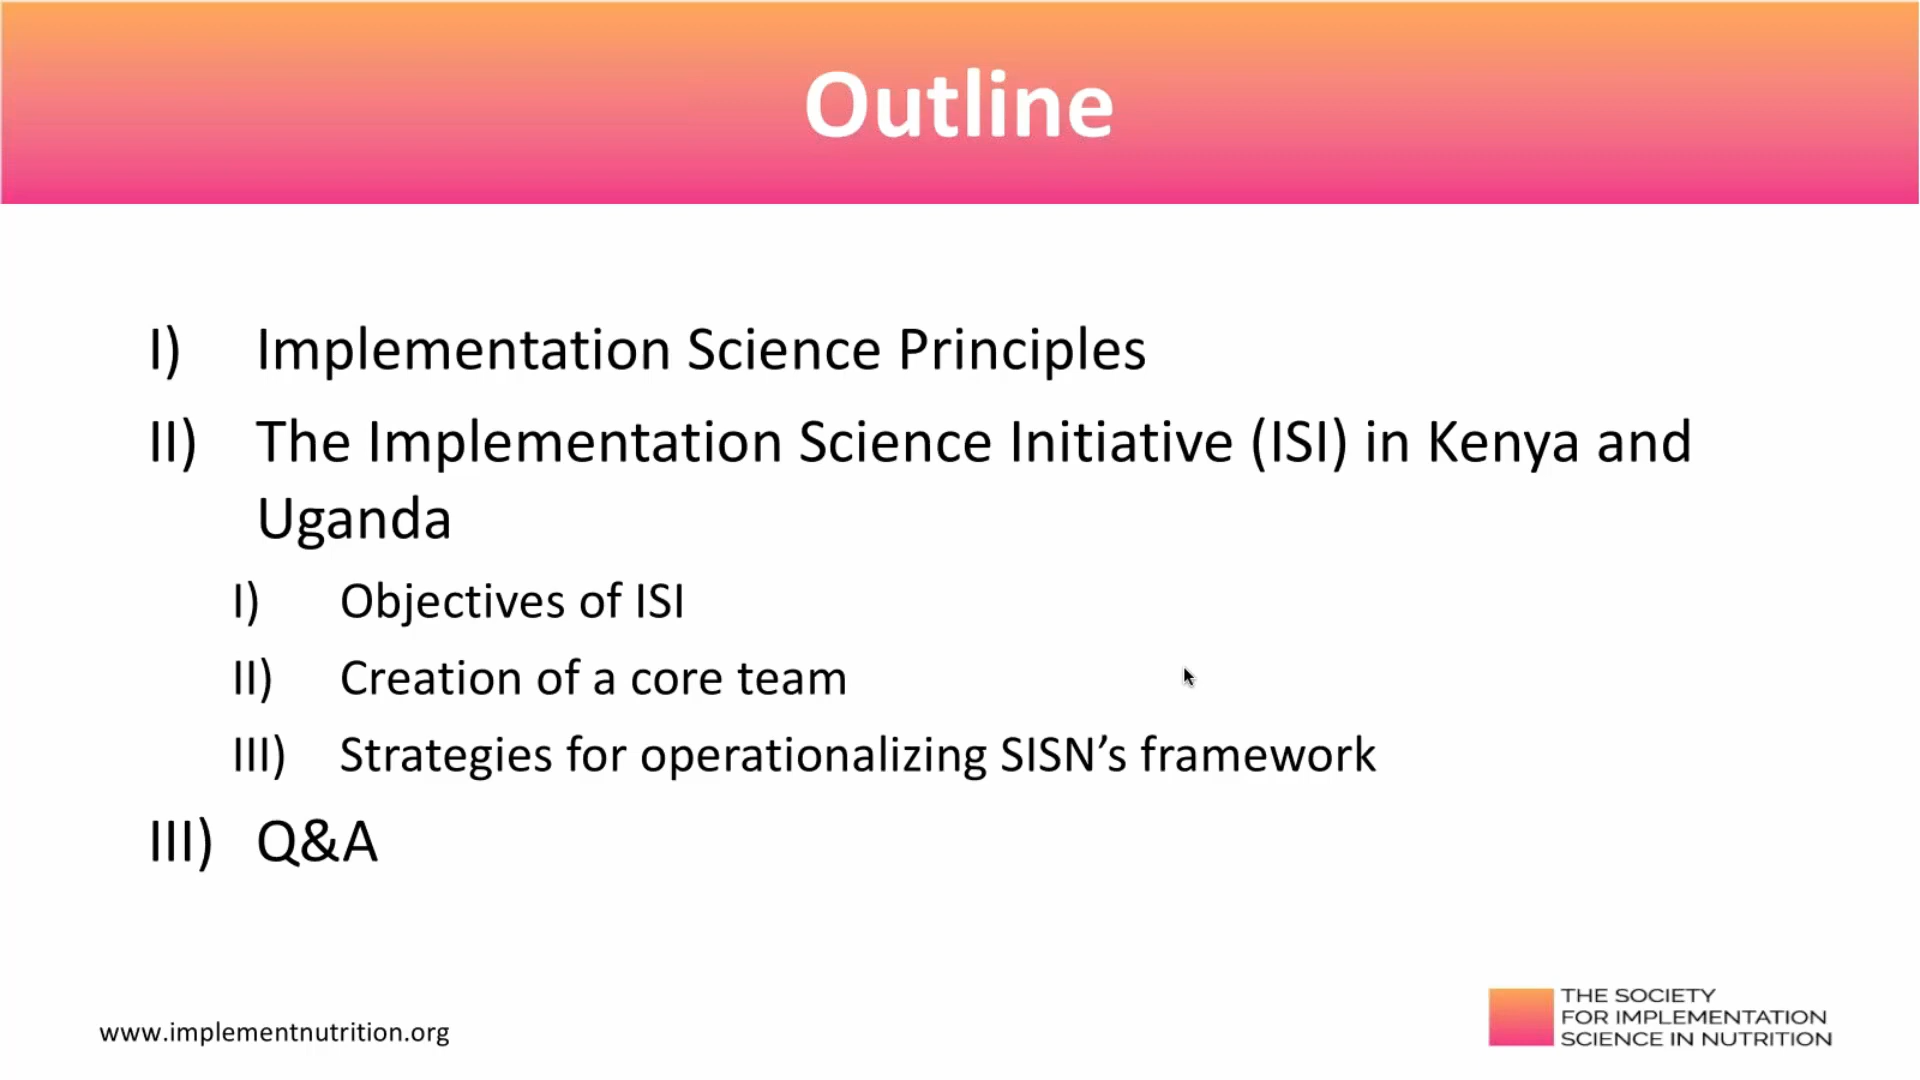 Outline
I) Implementation Science Principles
II) The Implementation Science Initiative (ISI) in Kenya and
Uganda
I) Objectives of ISI
II) Creation of a core team
III) Strategies for operationalizing SISN’s framework
III) Q&A
www.implementnutrition.org
THE SOCIETY
FOR IMPLEMENTATION
SCIENCE IN NUTRITION